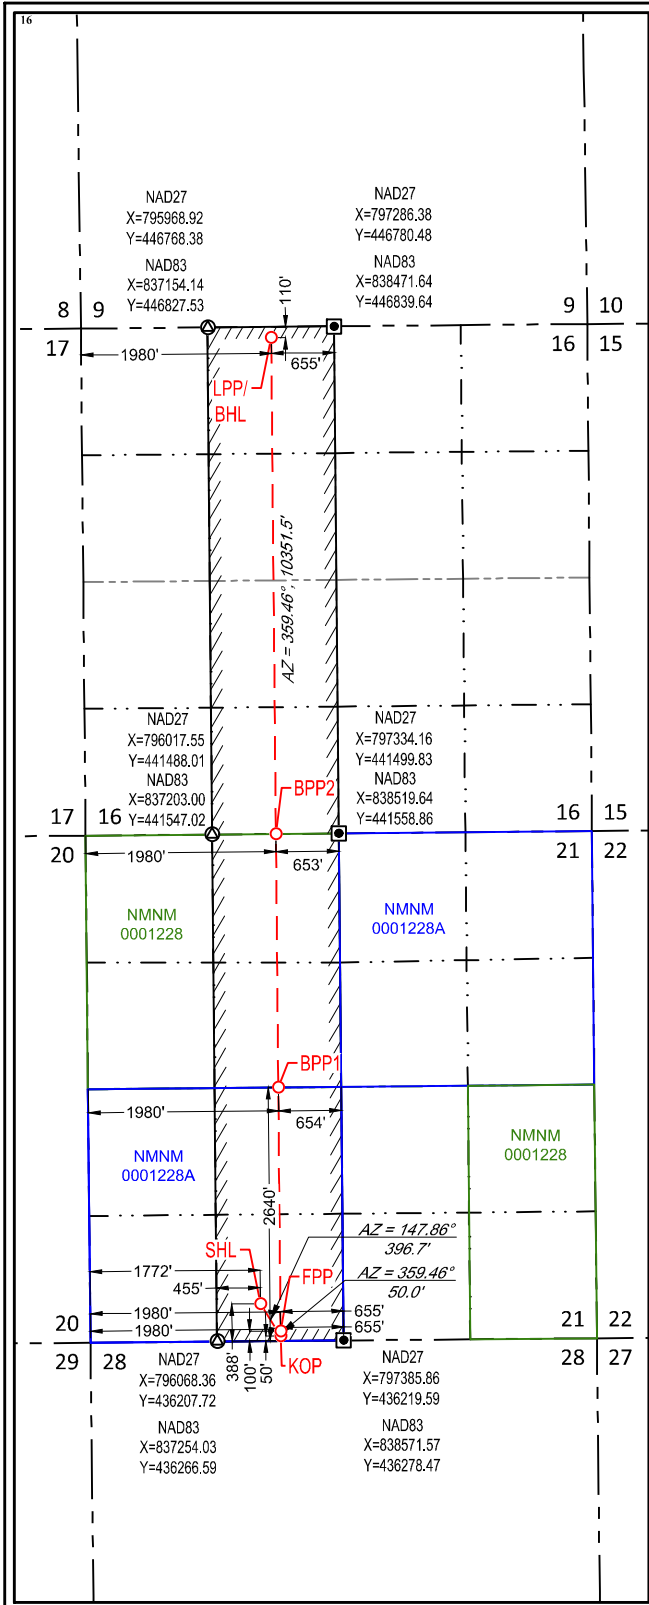 16
NAD27
X=795968.92
Y=446768.38
NAD83
X=837154.14
Y=446827.53
NAD27
X=797286.38
Y=446780.48
NAD83
X=838471.64
Y=446839.64
110'
8 9
17
9 10
16 15
1980'
655'
LPP/
BHL
AZ = 359.46°, 10351.5'
NAD27
X=796017.55
Y=441488.01
NAD83
X=837203.00
Y=441547.02
NAD27
X=797334.16
Y=441499.83
NAD83
X=838519.64
Y=441558.86
BPP2
17 16
20
16 15
21 22
1980'
653'
NMNM
0001228
NMNM
0001228A
BPP1
1980'
654'
NMNM
0001228A
NMNM
0001228
2640'
AZ = 147.86°
396.7'
SHL
FPP
AZ = 359.46°
50.0'
1772'
455'
1980'
655'
1980'
655'
20
29 28
21 22
28 27
388'
100'
50'
KOP
NAD27
X=796068.36
Y=436207.72
NAD83
X=837254.03
Y=436266.59
NAD27
X=797385.86
Y=436219.59
NAD83
X=838571.57
Y=436278.47